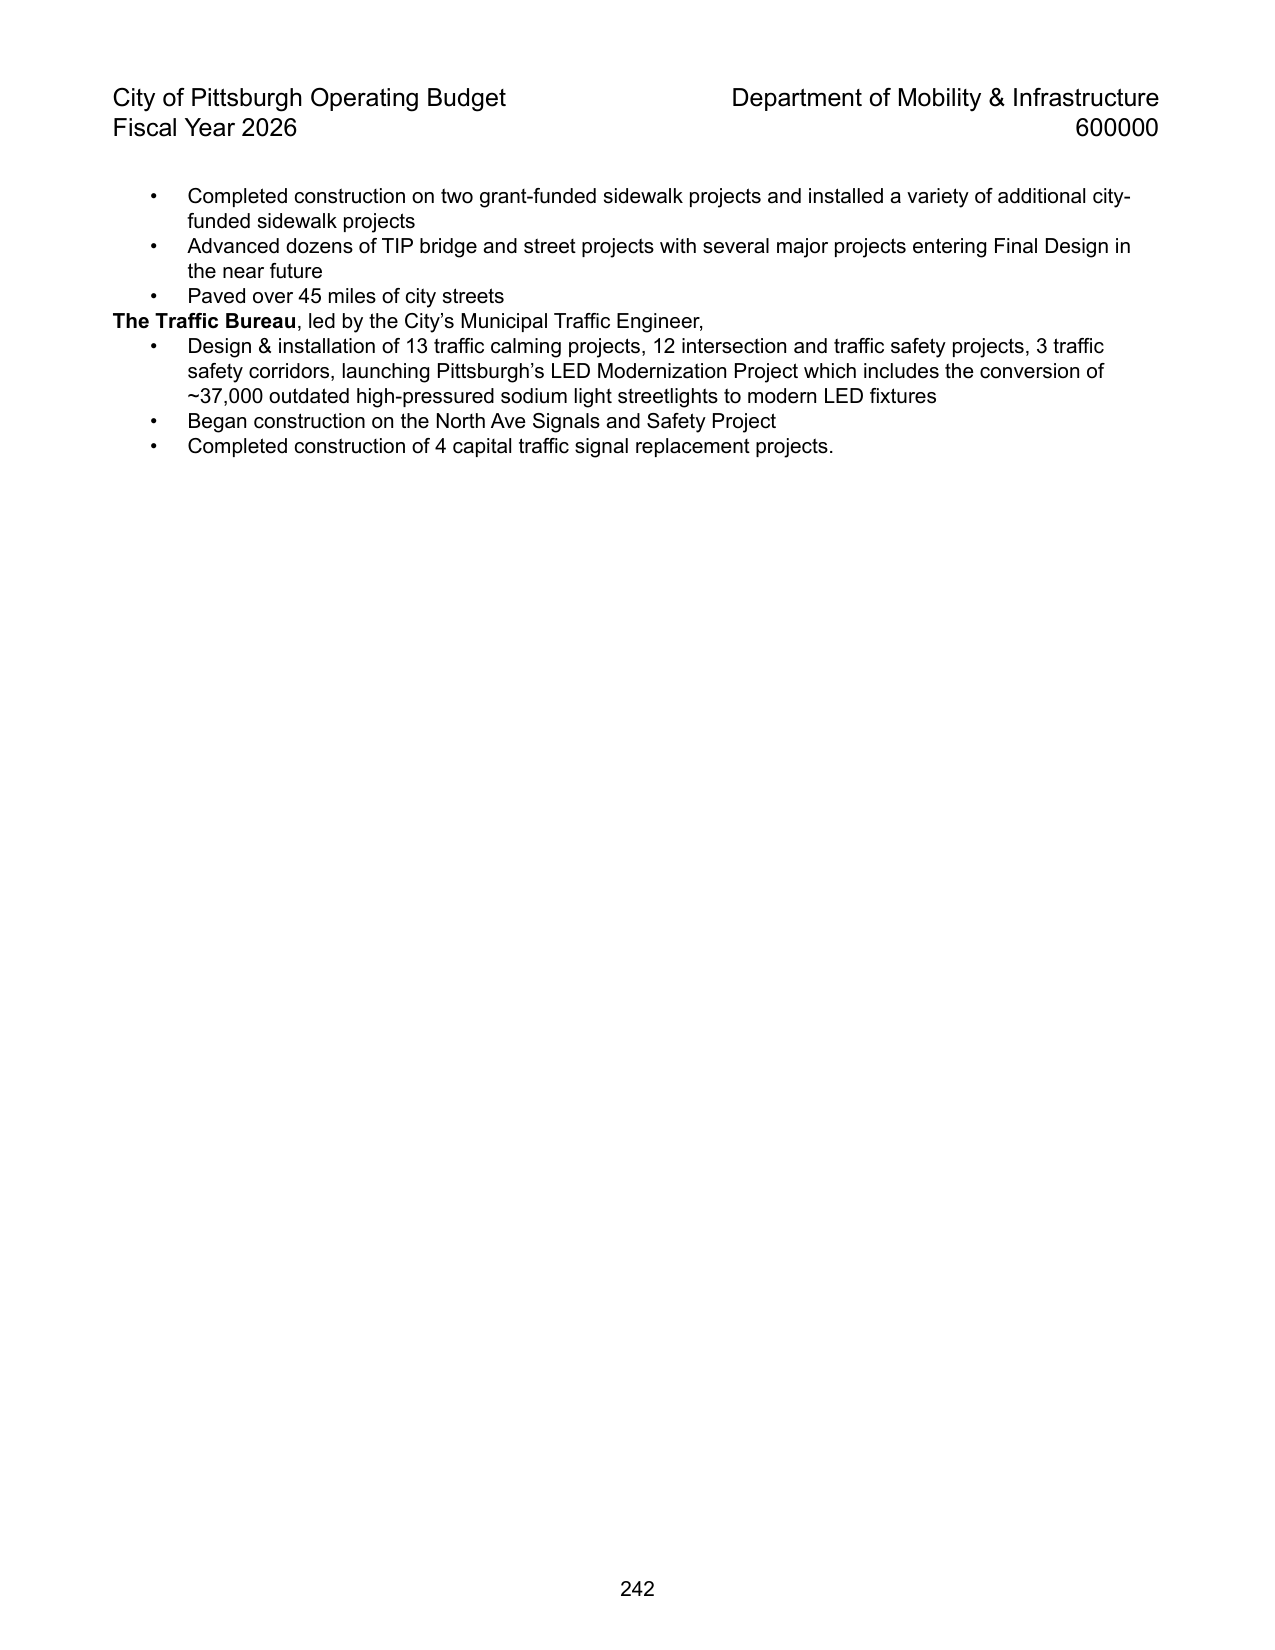 City of Pittsburgh Operating Budget
Fiscal Year 2026
Department of Mobility & Infrastructure
600000
• Completed construction on two grant-funded sidewalk projects and installed a variety of additional city-
funded sidewalk projects
• Advanced dozens of TIP bridge and street projects with several major projects entering Final Design in
the near future
• Paved over 45 miles of city streets
The Traffic Bureau, led by the City’s Municipal Traffic Engineer,
• Design & installation of 13 traffic calming projects, 12 intersection and traffic safety projects, 3 traffic
safety corridors, launching Pittsburgh’s LED Modernization Project which includes the conversion of
~37,000 outdated high-pressured sodium light streetlights to modern LED fixtures
• Began construction on the North Ave Signals and Safety Project
• Completed construction of 4 capital traffic signal replacement projects.
242